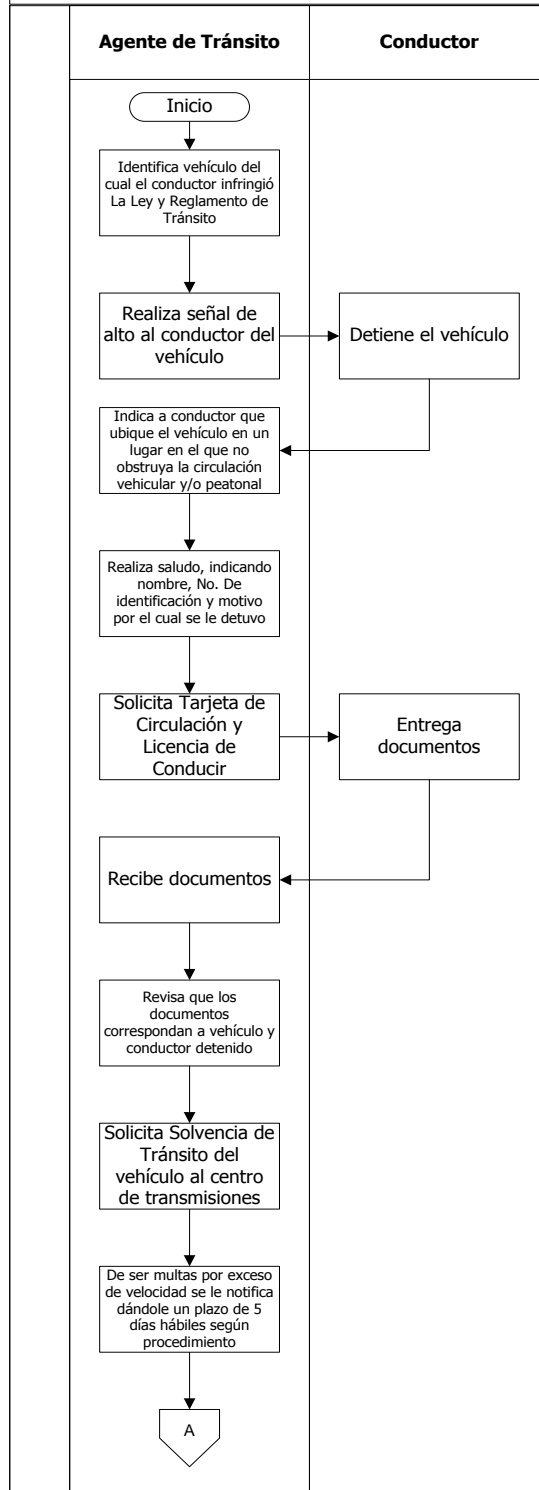 Agente de Tránsito
Conductor
Inicio
Identifica vehículo del
cual el conductor infringió
La Ley y Reglamento de
Tránsito
Realiza señal de
alto al conductor del
vehículo
Detiene el vehículo
Indica a conductor que
ubique el vehículo en un
lugar en el que no
obstruya la circulación
vehicular y/o peatonal
Realiza saludo, indicando
nombre, No. De
identificación y motivo
por el cual se le detuvo
Solicita Tarjeta de
Circulación y
Licencia de
Conducir
Entrega
documentos
Recibe documentos
Revisa que los
documentos
correspondan a vehículo y
conductor detenido
Solicita Solvencia de
Tránsito del
vehículo al centro
de transmisiones
De ser multas por exceso
de velocidad se le notifica
dándole un plazo de 5
días hábiles según
procedimiento
A